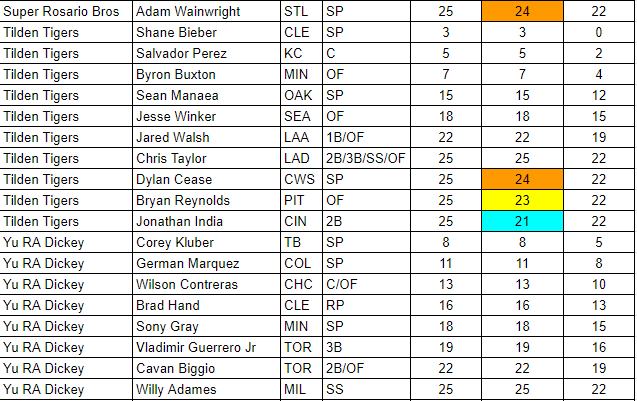 Super Rosario Bros Adam Wainwright STL SP 25 24 22
Tilden Tigers Shane Bieber CLE SP 3 3 0
Tilden Tigers Salvador Perez KC C 5 5 2
Tilden Tigers Byron Buxton MIN OF 7 7 4
Tilden Tigers Sean Manaea OAK SP 15 15 12
Tilden Tigers Jesse Winker SEA OF 18 18 15
Tilden Tigers Jared Walsh LAA 1B/OF 22 22 19
Tilden Tigers Chris Taylor LAD 2B/3B/SS/OF 25 25 22
Tilden Tigers Dylan Cease CWS SP 25 24 22
Tilden Tigers Bryan Reynolds PIT OF 25 23 22
Tilden Tigers Jonathan India CIN 2B 25 21 22
Yu RA Dickey Corey Kluber TB SP 8 8 5
Yu RA Dickey German Marquez COL SP 11 11 8
Yu RA Dickey Wilson Contreras CHC C/OF 13 13 10
Yu RA Dickey Brad Hand CLE RP 16 16 13
Yu RA Dickey Sony Gray MIN SP 18 18 15
Yu RA Dickey Vladimir Guerrero Jr TOR 3B 19 19 16
Yu RA Dickey Cavan Biggio TOR 2B/OF 22 22 19
Yu RA Dickey Willy Adames MIL SS 25 25 22